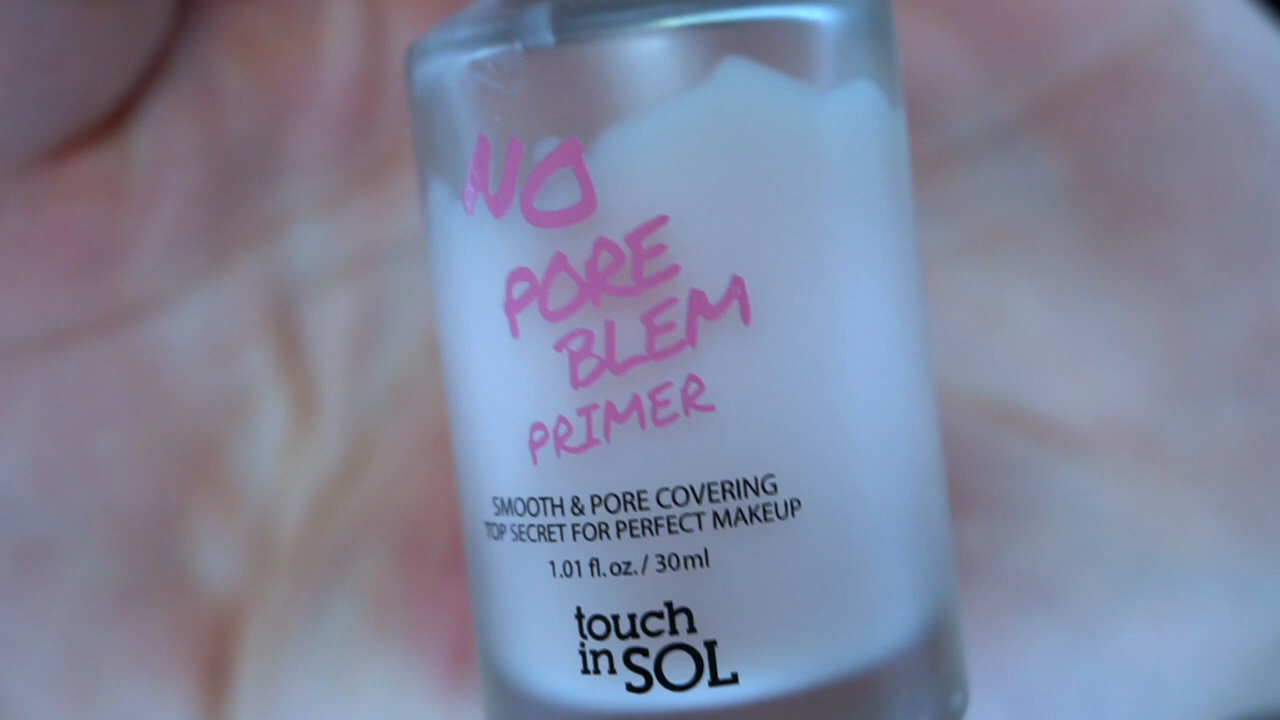 NO
PORE
BLEM
PRIMER
SMOOTH & PORE COVERING
TOP SECRET FOR PERFECT MAKEUP
1.01 fl.oz./ 30ml
touch
in SOL